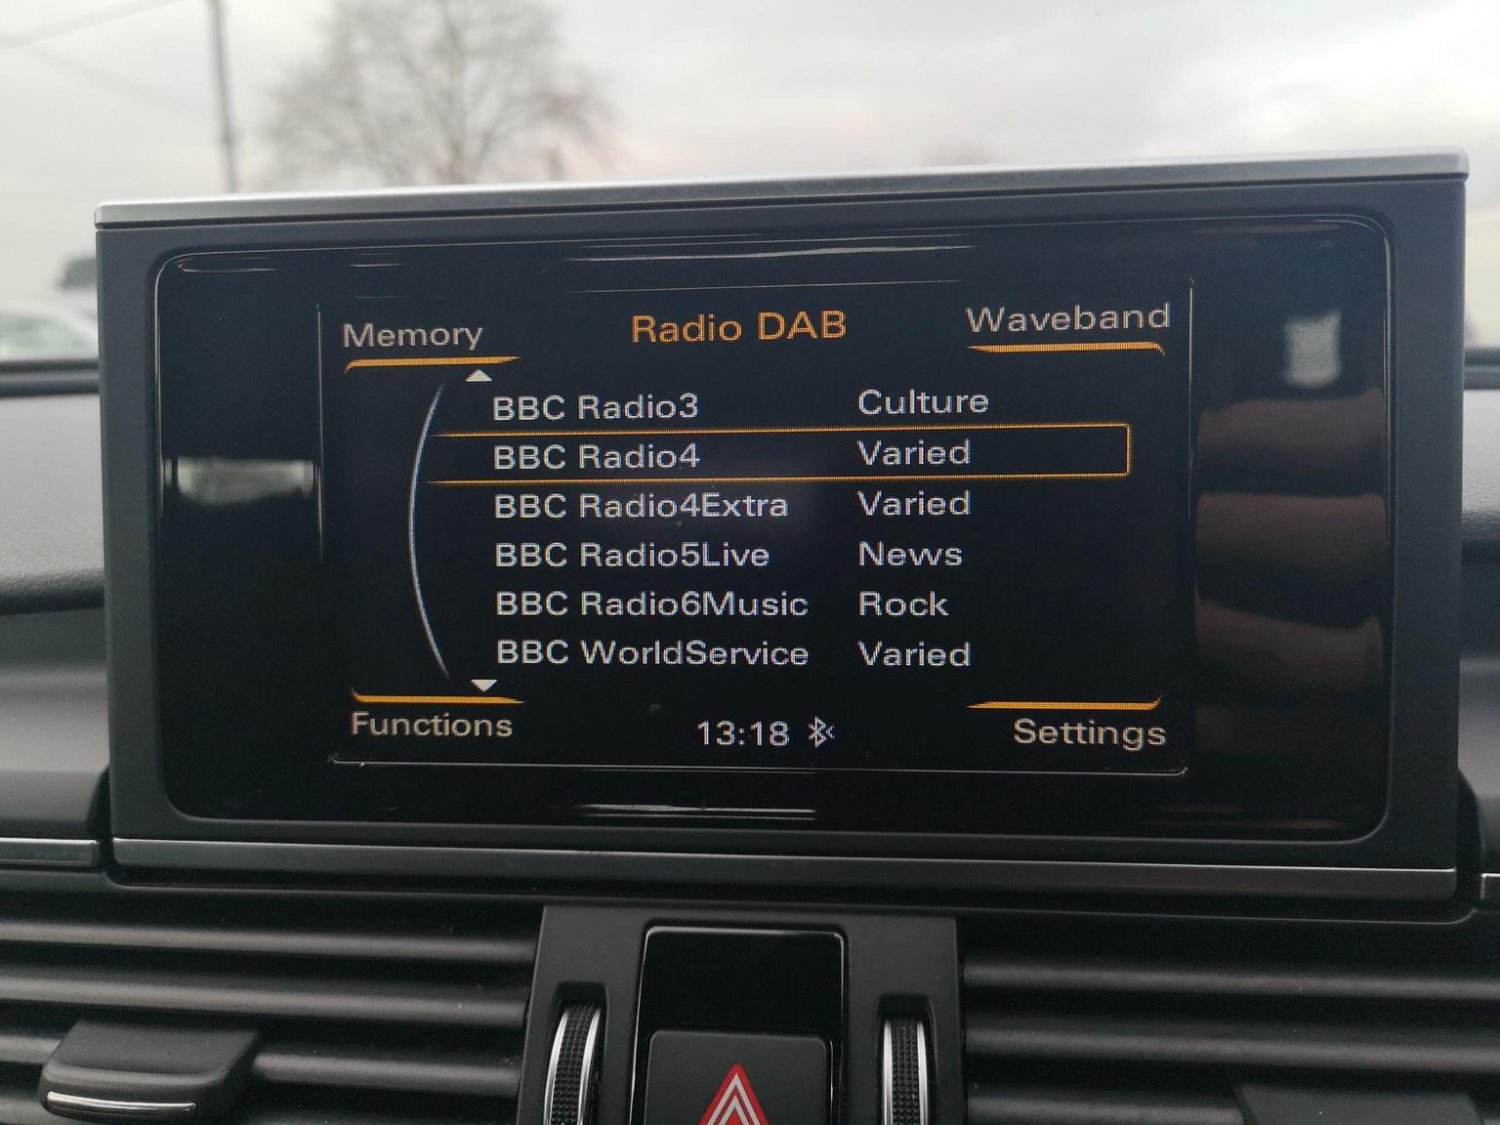 Memory Radio DAB Waveband
BBC Radio3 Culture
BBC Radio4 Varied
BBC Radio4Extra Varied
BBC Radio5Live News
BBC Radio6Music Rock
BBC WorldService Varied
Functions 13:18 Settings